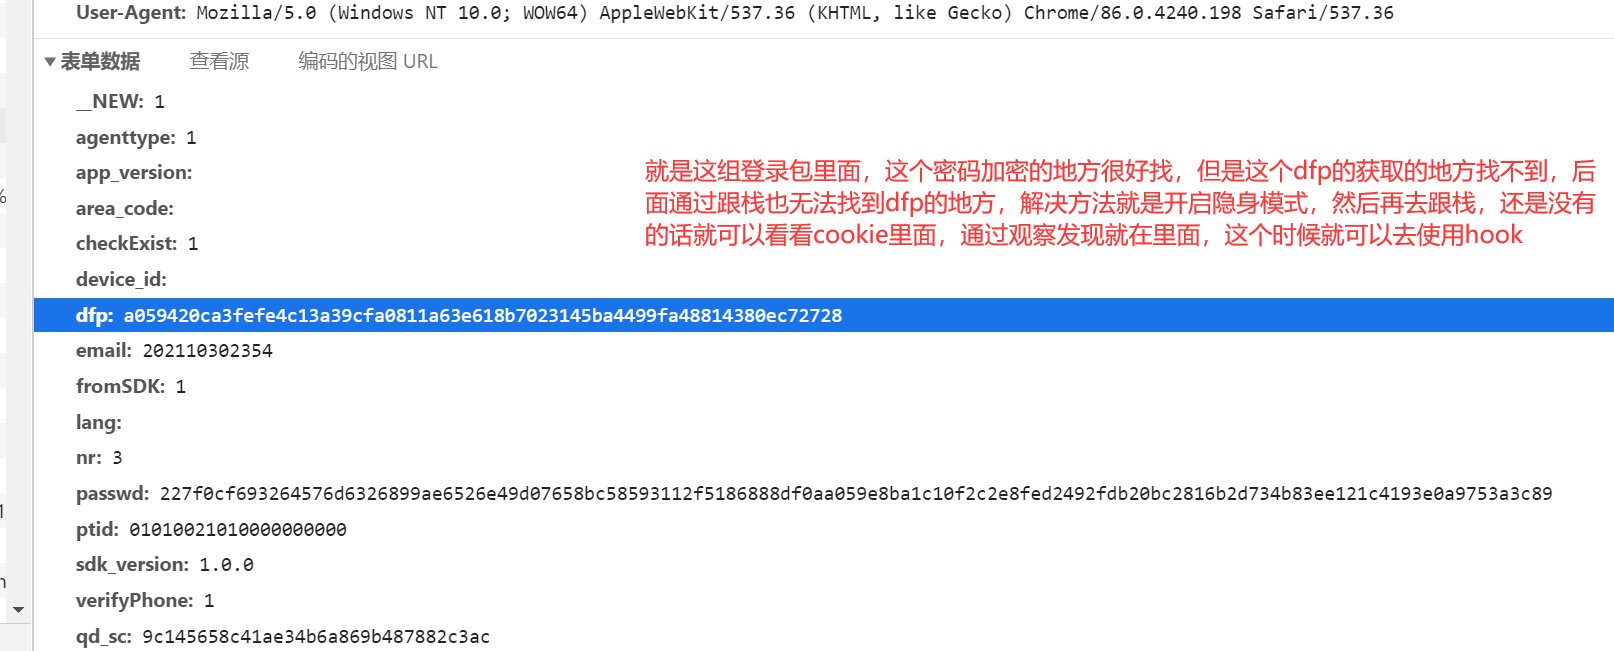 User-Agent: Mozilla/5.0 (Windows NT 10.0; WOW64) AppleWebKit/537.36 (KHTML, like Gecko) Chrome/86.0.4240.198 Safari/537.36
▼表单数据 查看源 编码的视图 URL
__NEW: 1
agenttype: 1
app_version:
area_code:
checkExist: 1
device_id:
dfp: a059420ca3fefe4c13a39cfa0811a63e618b7023145ba4499fa48814380ec72728
email: 202110302354
fromSDK: 1
lang:
nr: 3
passwd: 227f0cf693264576d6326899ae6526e49d07658bc58593112f5186888df0aa059e8ba1c10f2c2e8fed2492fdb20bc2816b2d734b83ee121c4193e0a9753a3c89
ptid: 01010021010000000000
sdk_version: 1.0.0
verifyPhone: 1
qd_sc: 9c145658c41ae34b6a869b487882c3ac
就是这组登录包里面，这个密码加密的地方很好找，但是这个dfp的获取的地方找不到，后
面通过跟栈也无法找到dfp的地方，解决方法就是开启隐身模式，然后再去跟栈，还是没有
的话就可以看看cookie里面，通过观察发现就在里面，这个时候就可以去使用hook